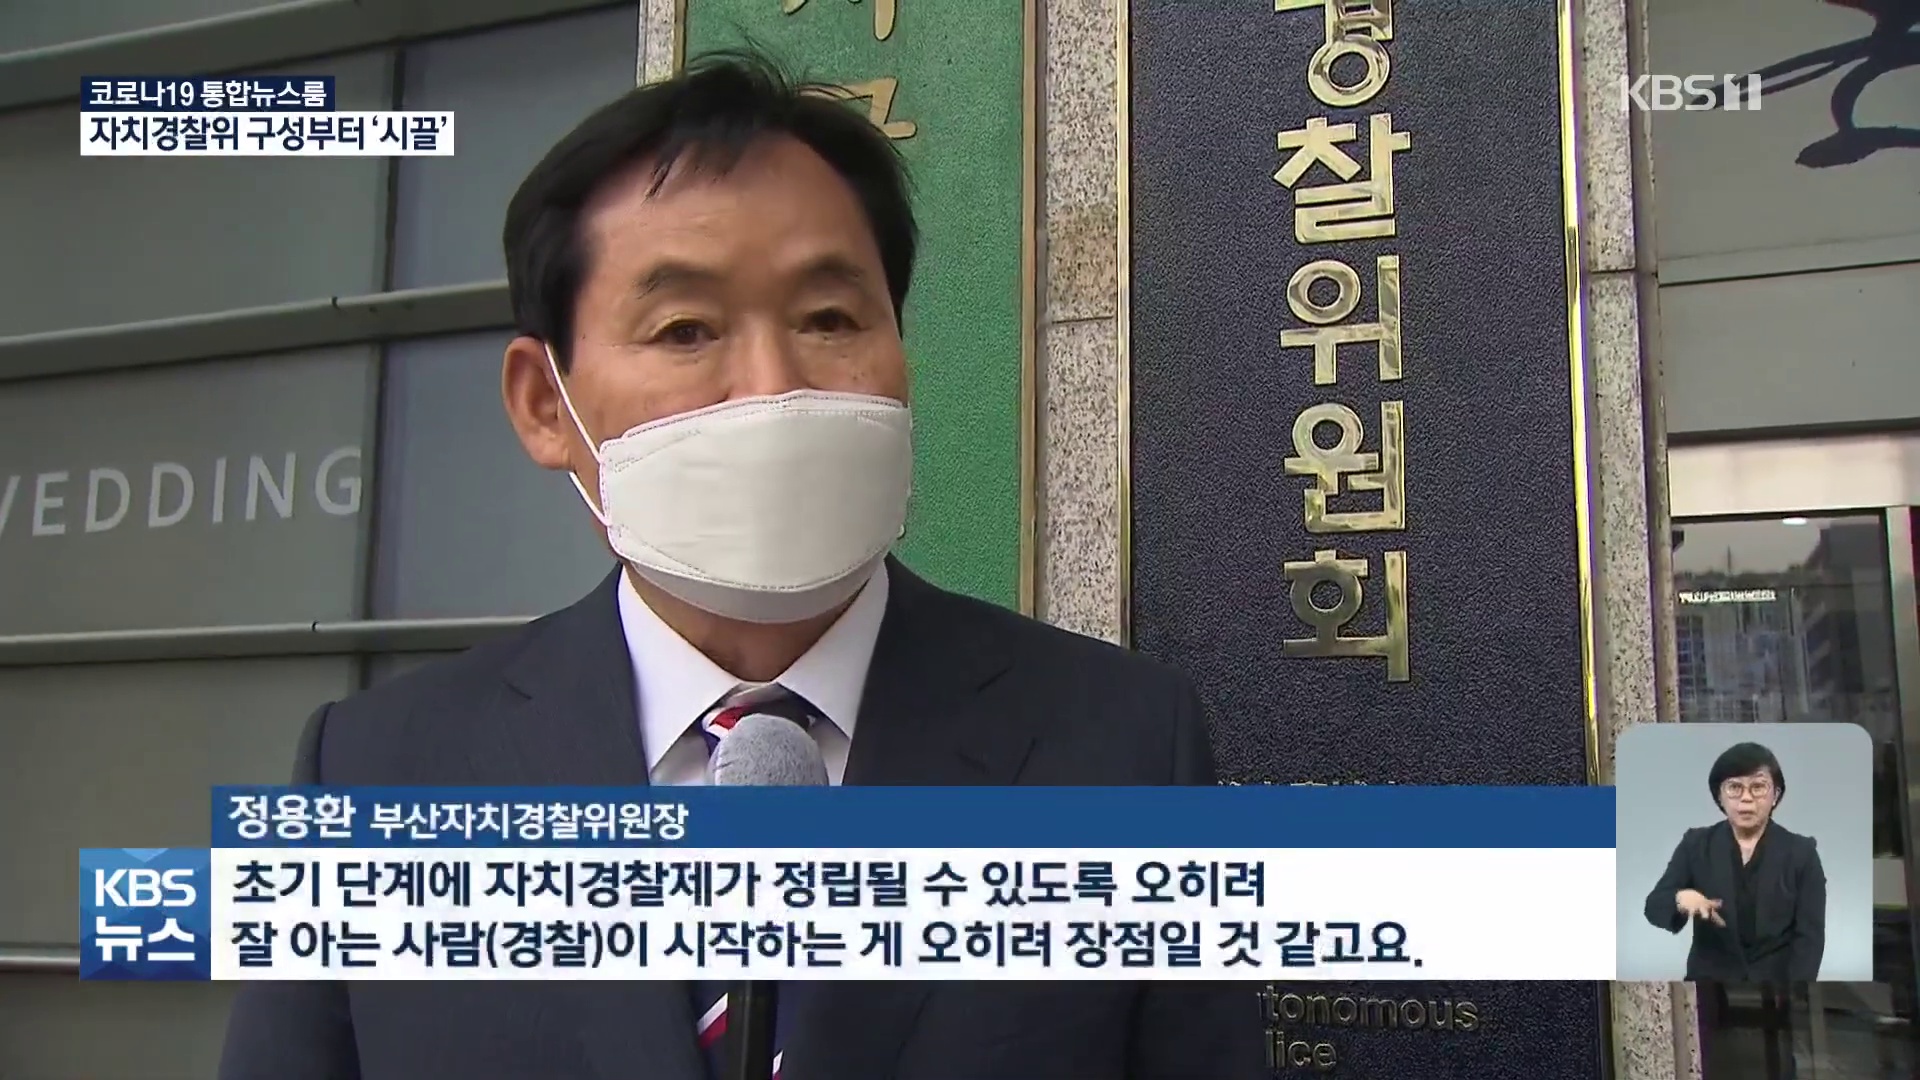 코로나19 통합뉴스룸
자치경찰위 구성부터 ‘시끌’
KBS 1
경찰위원회
WEDDING
정용환 부산자치경찰위원장
KBS
뉴스
초기 단계에 자치경찰제가 정립될 수 있도록 오히려
잘 아는 사람(경찰)이 시작하는 게 오히려 장점일 것 같고요.
tonomous
lice